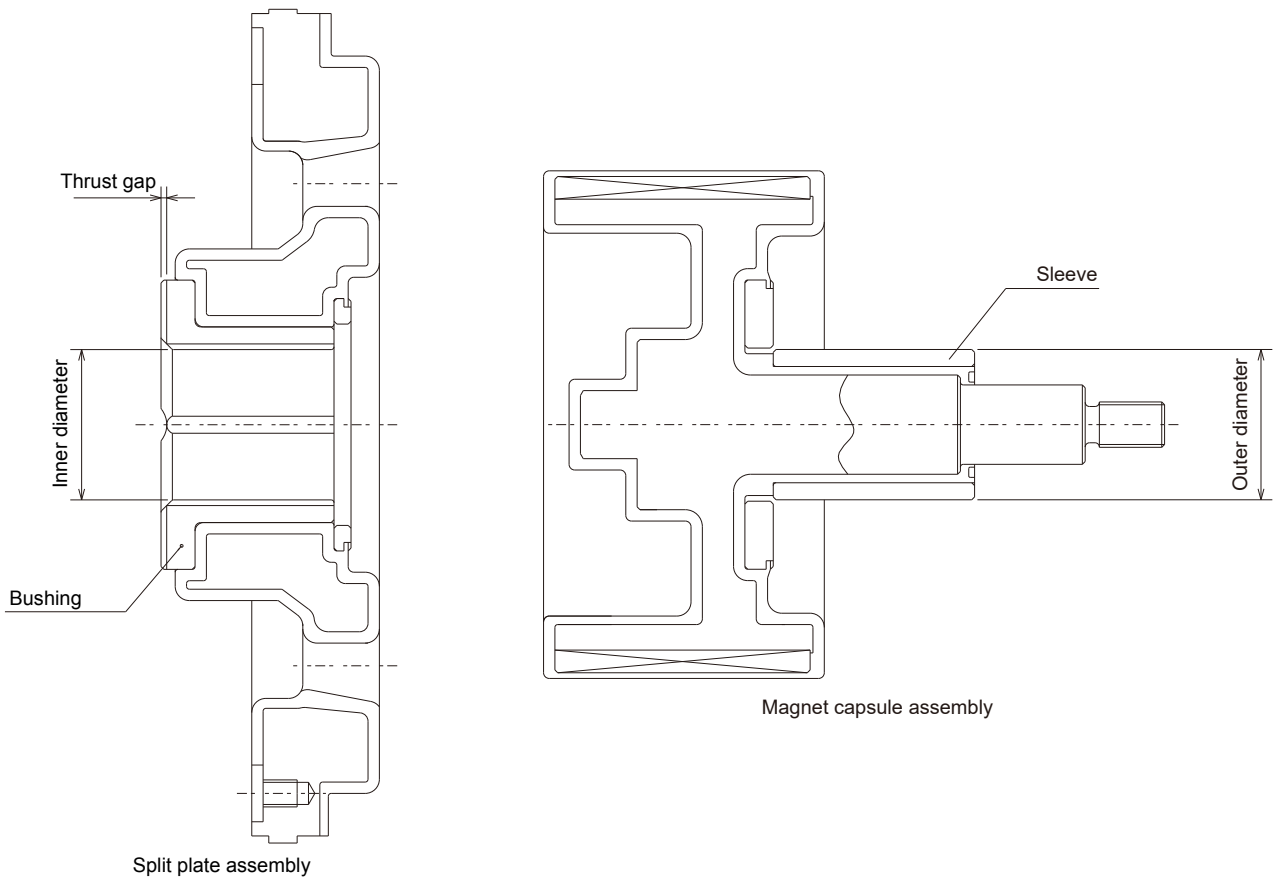 Thrust gap
Inner diameter
Bushing
Split plate assembly
Sleeve
Outer diameter
Magnet capsule assembly